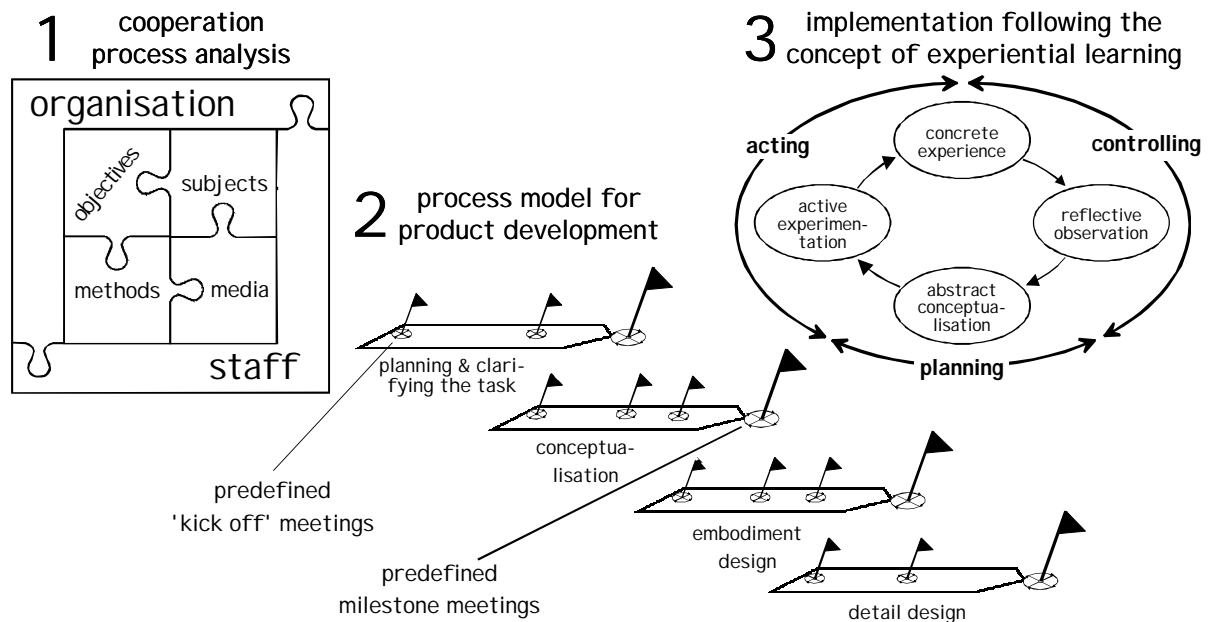 1
cooperation
process analysis
organisation
objectives
subjects
methods
media
staff
2
process model for
product development
planning & clari-
fying the task
conceptua-
lisation
embodiment
design
detail design
predefined
'kick off' meetings
predefined
milestone meetings
3
implementation following the
concept of experiential learning
acting
controlling
planning
concrete
experience
reflective
observation
abstract
conceptua-
lisation
active
experimen-
tation